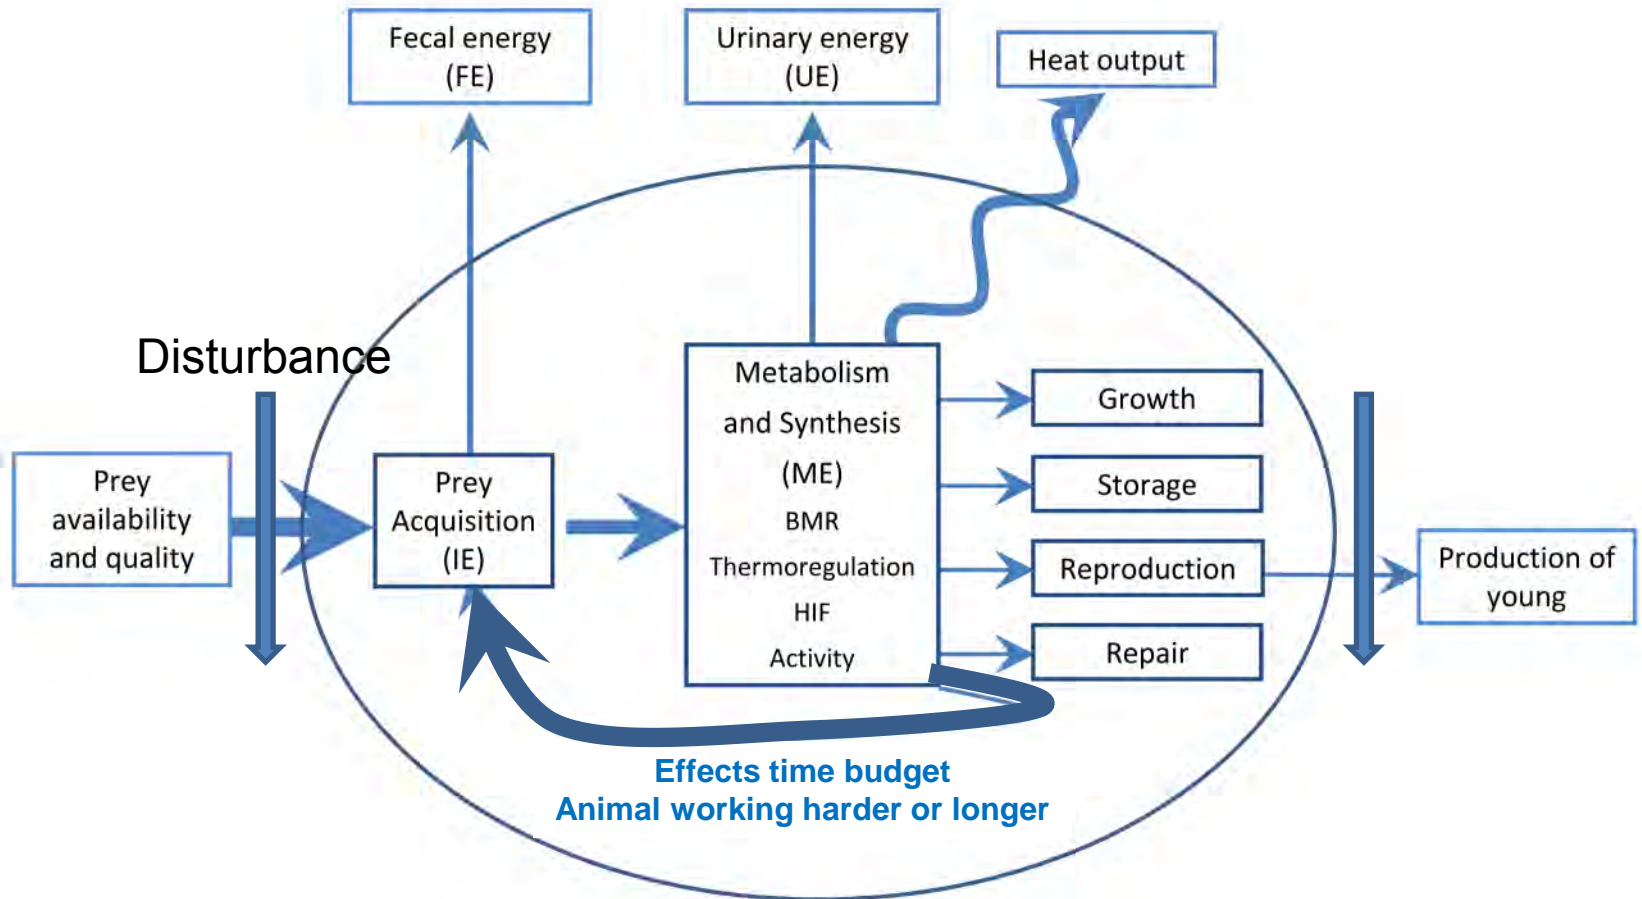 Fecal energy
(FE)
Urinary energy
(UE)
Heat output
Disturbance
Prey
availability
and quality
Prey
Acquisition
(IE)
Metabolism
and Synthesis
(ME)
BMR
Thermoregulation
HIF
Activity
Growth
Storage
Reproduction
Repair
Production of
young
Effects time budget
Animal working harder or longer